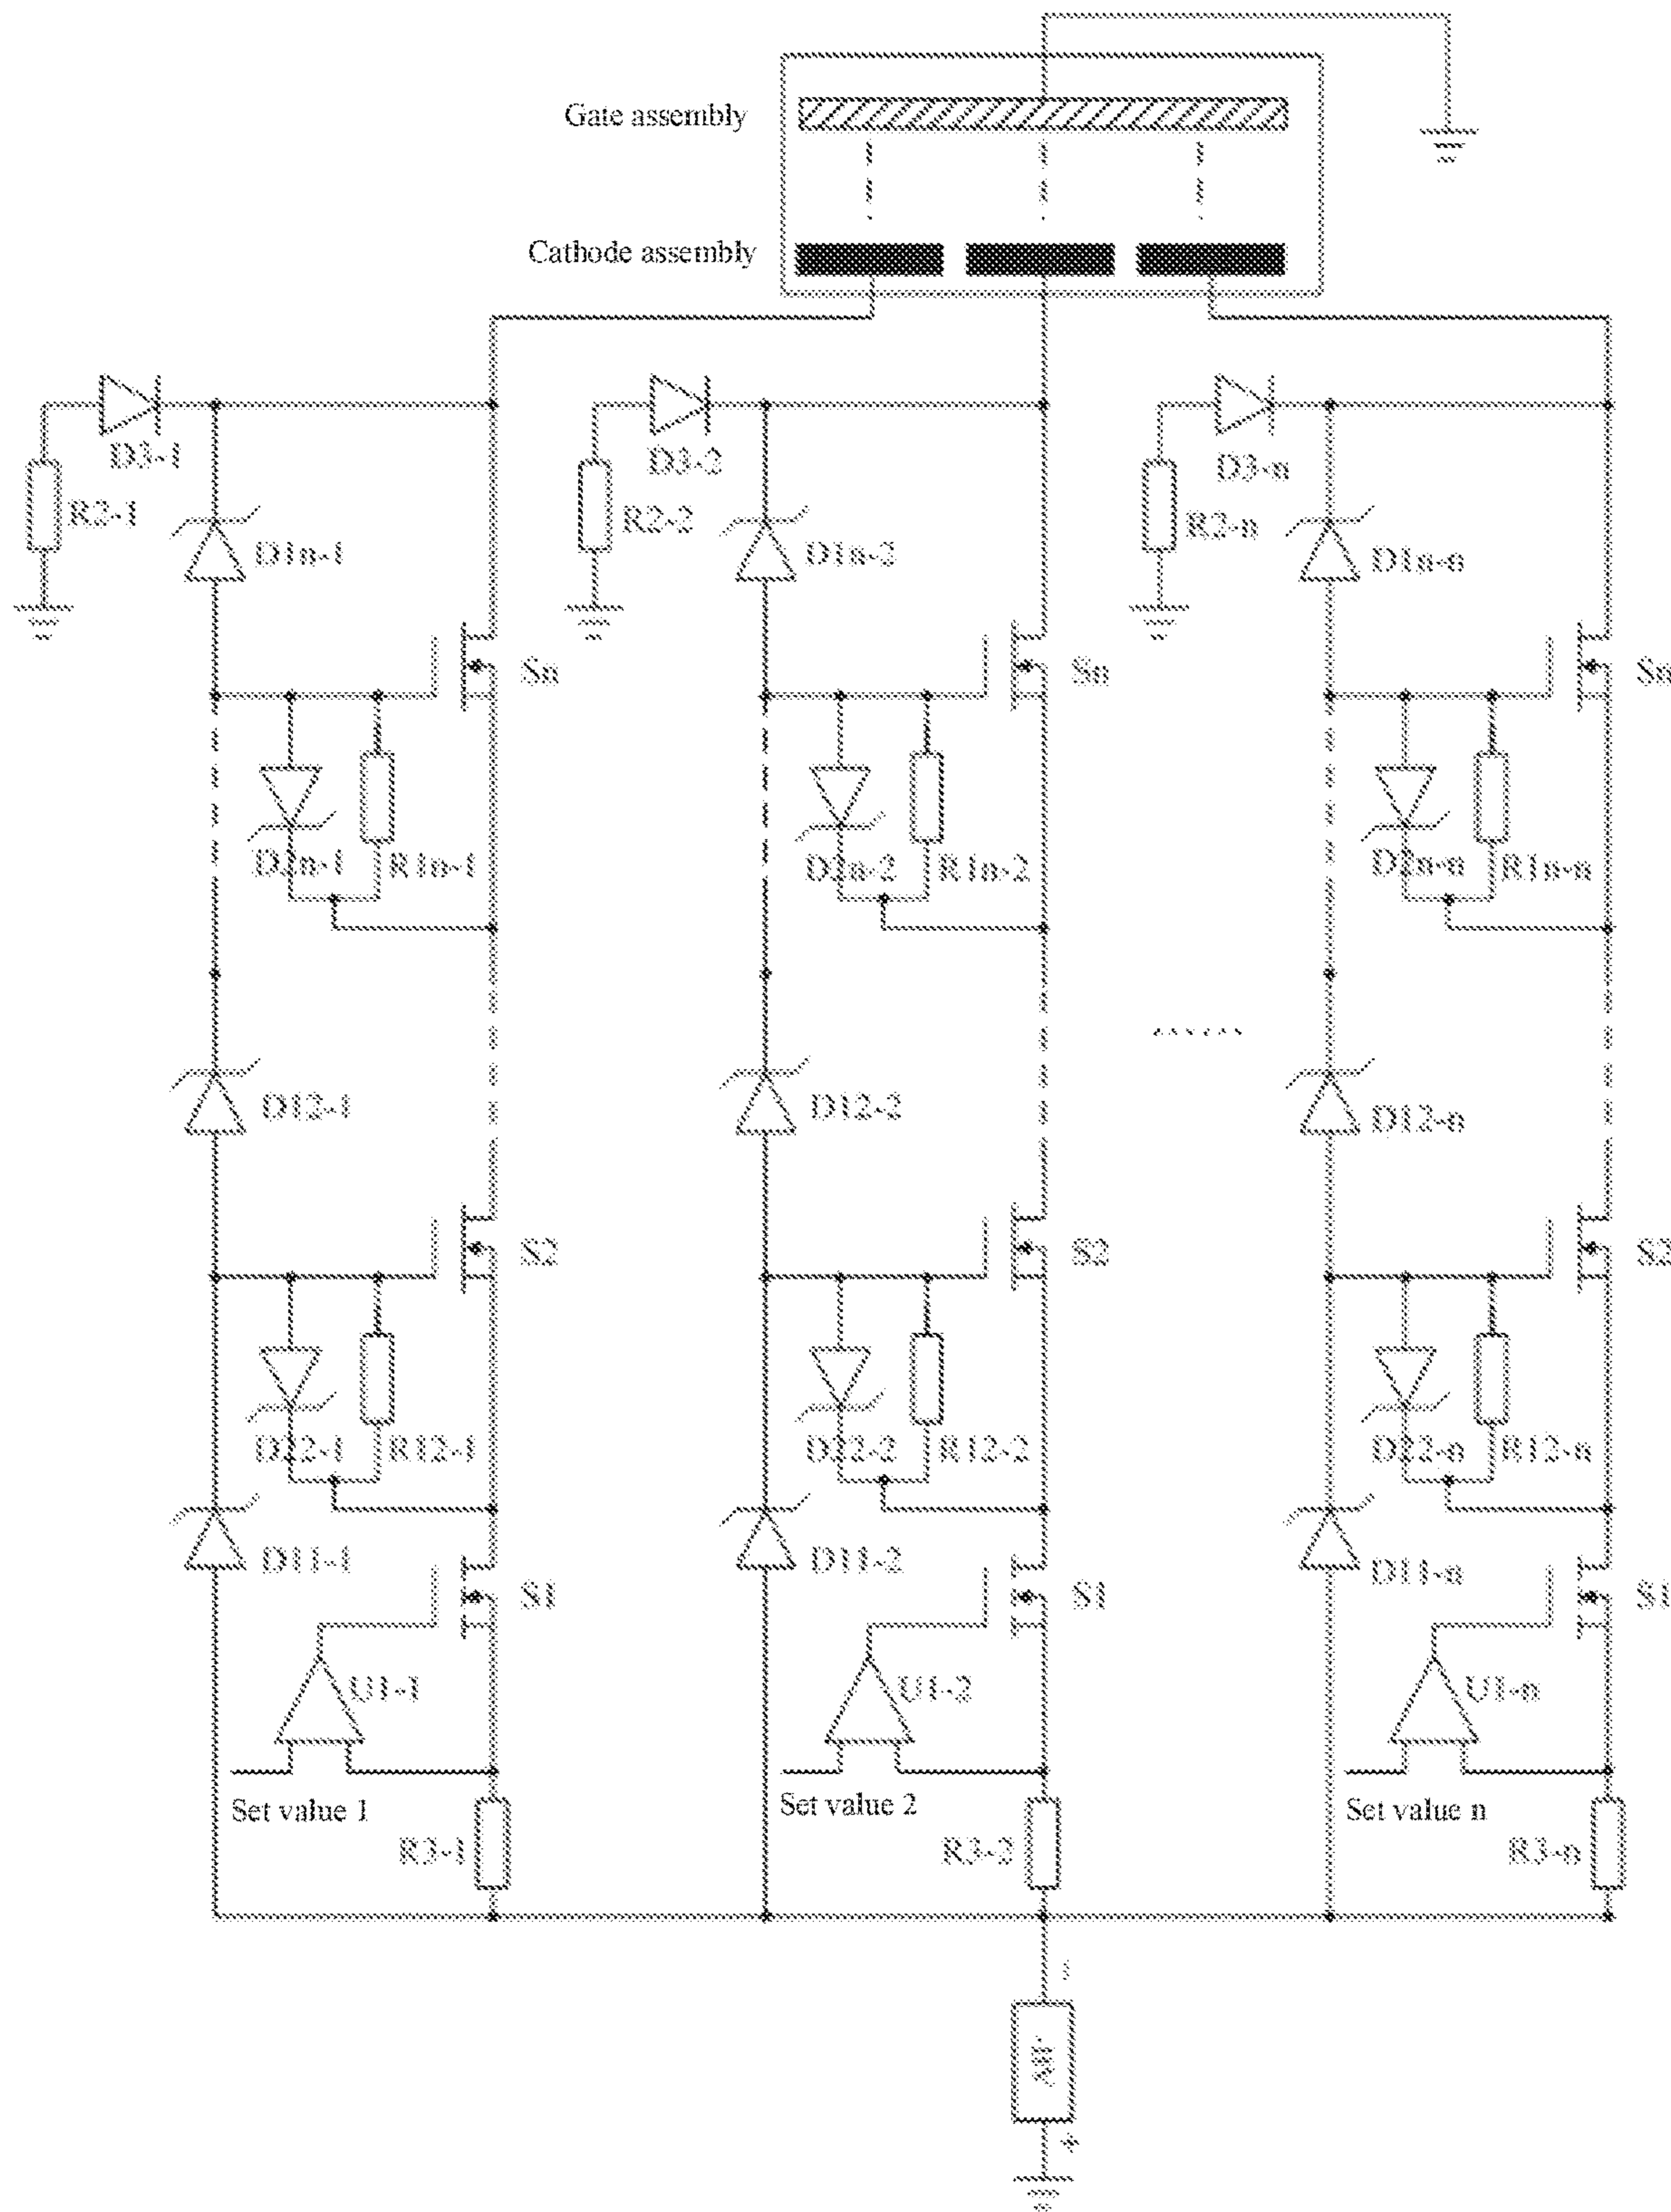 Gate assembly
Cathode assembly
D3-1
D3-2
D3-n
R2-1
R2-2
R2-n
D1n-1
D1n-2
D1n-n
Sn
Sn
Sn
D2n-1
R1n-1
D2n-2
R1n-2
D2n-n
R1n-n
......
D12-1
D12-2
D12-n
S2
S2
S2
D22-1
R12-1
D22-2
R12-2
D22-n
R12-n
D11-1
D11-2
D11-n
S1
S1
S1
U1-1
U1-2
U1-n
Set value 1
Set value 2
Set value n
R3-1
R3-2
R3-n
-
+